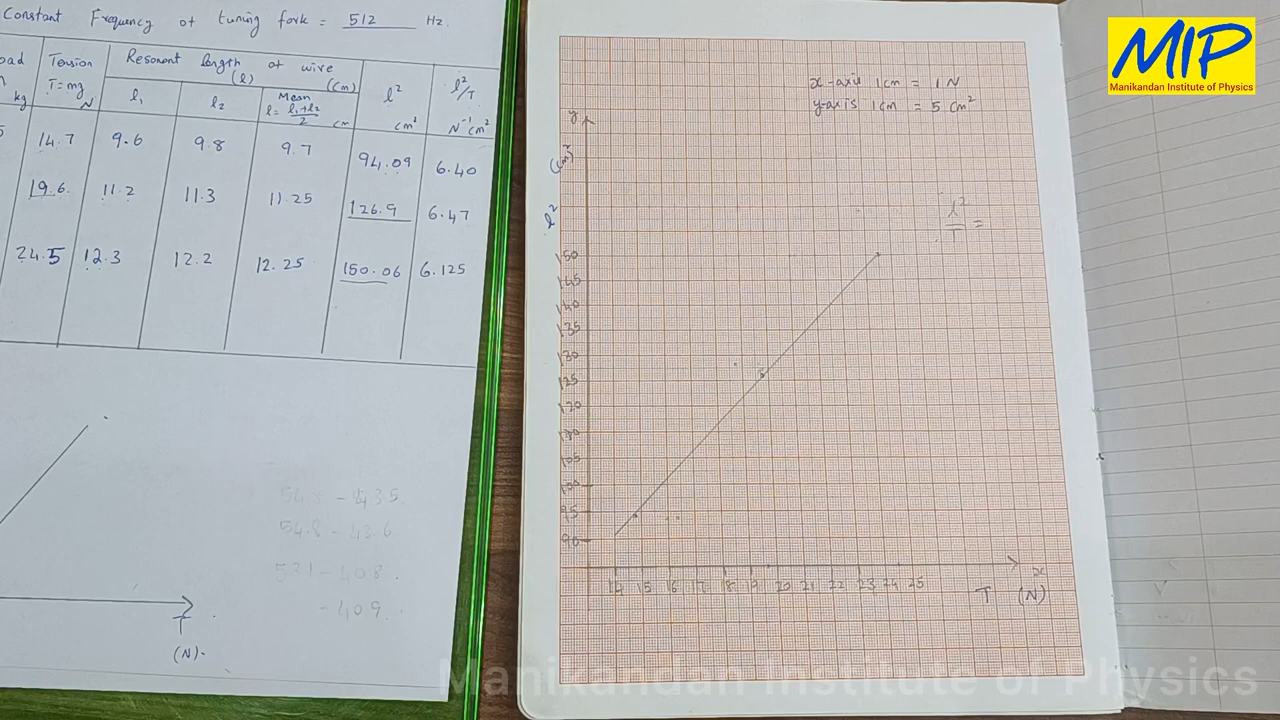 Constant Frequency of tuning fork = 512 Hz.
Tension Resonant length of wire
T=mg (l) (cm) l² l²/T
kg N l₁ l₂ Mean l = l₁+l₂/2 cm cm² N⁻¹cm²
14.7 9.6 9.8 9.7 94.09 6.40
19.6 11.2 11.3 11.25 126.9 6.47
24.5 12.3 12.2 12.25 150.06 6.125
T
(N).
MIP
Manikandan Institute of Physics
x-axis 1cm = 1 N
y-axis 1cm = 5 cm²
y
l² (cm)²
l²/T =
150
145
140
135
130
125
120
110
105
100
95
90
14 15 16 17 18 19 20 21 22 23 24 25
x
T (N)
Manikandan Institute of Physics